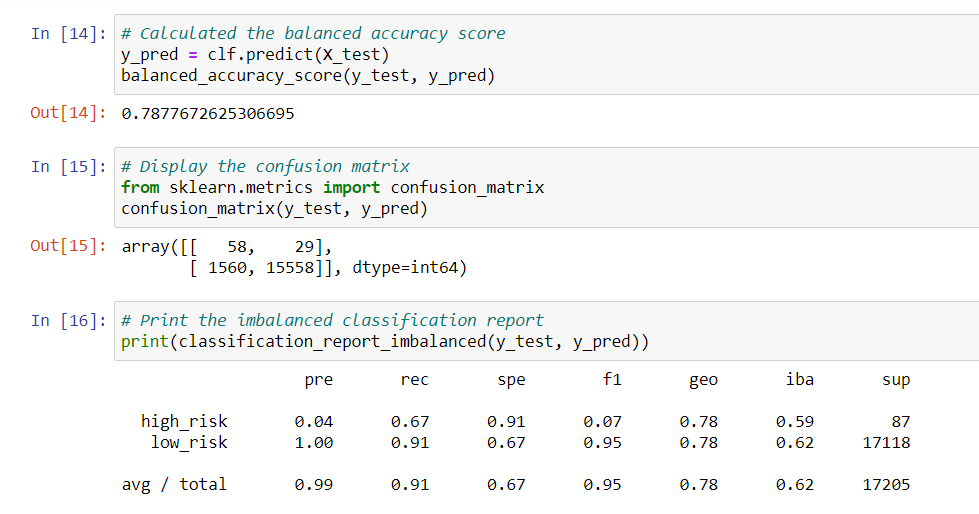 In [14]: # Calculated the balanced accuracy score
y_pred = clf.predict(X_test)
balanced_accuracy_score(y_test, y_pred)
Out[14]: 0.7877672625306695
In [15]: # Display the confusion matrix
from sklearn.metrics import confusion_matrix
confusion_matrix(y_test, y_pred)
Out[15]: array([[   58,    29],
       [ 1560, 15558]], dtype=int64)
In [16]: # Print the imbalanced classification report
print(classification_report_imbalanced(y_test, y_pred))
pre rec spe f1 geo iba sup
high_risk 0.04 0.67 0.91 0.07 0.78 0.59 87
low_risk 1.00 0.91 0.67 0.95 0.78 0.62 17118
avg / total 0.99 0.91 0.67 0.95 0.78 0.62 17205